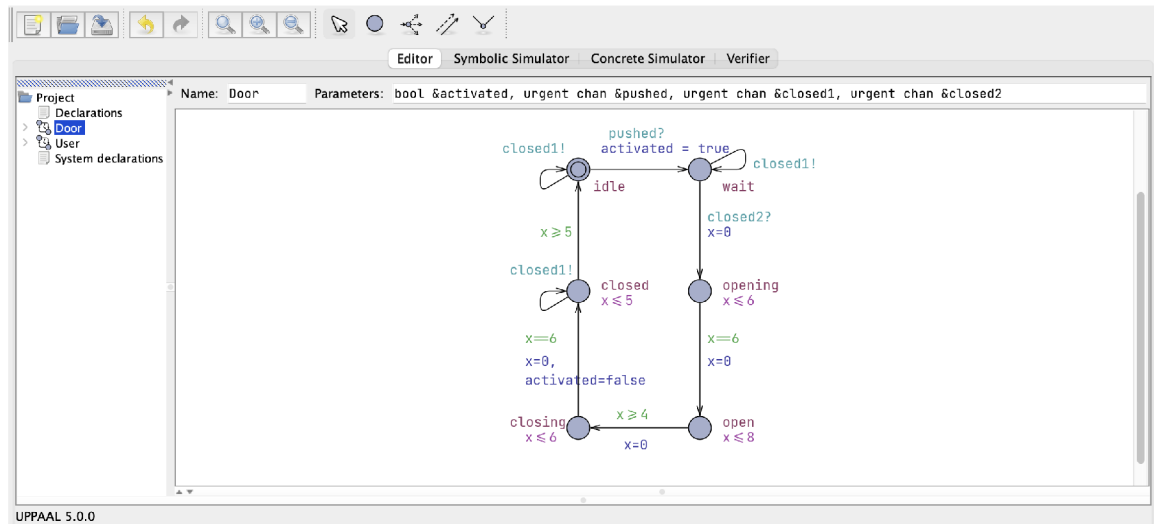 Editor Symbolic Simulator Concrete Simulator Verifier
Project
Declarations
Door
User
System declarations
Name: Door Parameters: bool &activated, urgent chan &pushed, urgent chan &closed1, urgent chan &closed2
pushed?
closed1! activated = true
closed1!
idle wait
closed2?
x⩾5 x=0
closed1!
closed opening
x⩽5 x⩽6
x==6 x==6
x=0, x=0
activated=false
x⩾4
closing open
x⩽6 x⩽8
x=0
UPPAAL 5.0.0